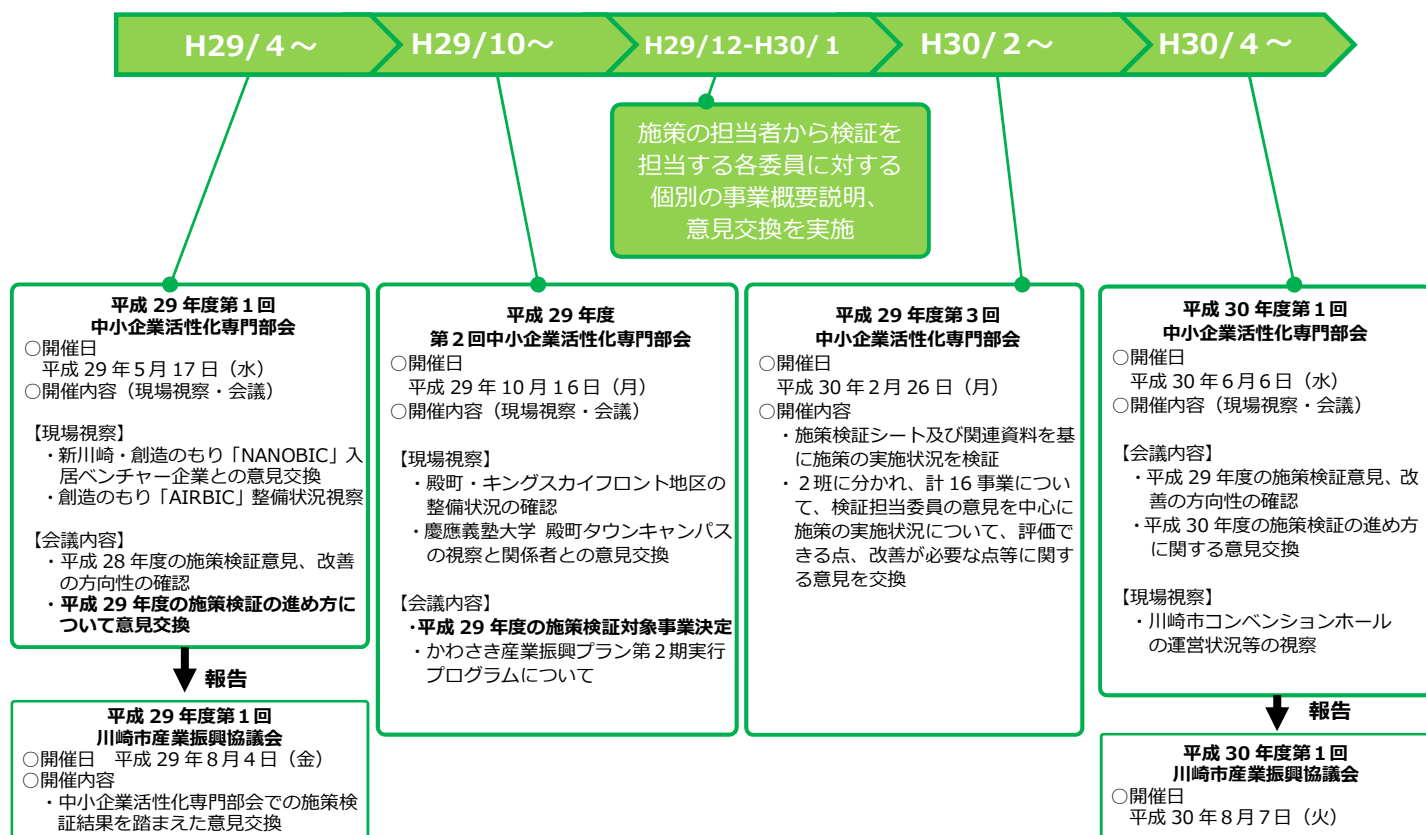 H29/４～
H29/10～
H29/12-H30/１
H30/２～
H30/４～
施策の担当者から検証を
担当する各委員に対する
個別の事業概要説明、
意見交換を実施
平成 29 年度第１回
中小企業活性化専門部会
○開催日
平成 29 年５月 17 日（水）
○開催内容（現場視察・会議）
【現場視察】
・新川崎・創造のもり「NANOBIC」入
居ベンチャー企業との意見交換
・創造のもり「AIRBIC」整備状況視察
【会議内容】
・平成 28 年度の施策検証意見、改善
の方向性の確認
・平成 29 年度の施策検証の進め方に
ついて意見交換
報告
平成 29 年度第１回
川崎市産業振興協議会
○開催日　平成 29 年８月４日（金）
○開催内容
・中小企業活性化専門部会での施策検
証結果を踏まえた意見交換
平成 29 年度
第２回中小企業活性化専門部会
○開催日
平成 29 年 10 月 16 日（月）
○開催内容（現場視察・会議）
【現場視察】
・殿町・キングスカイフロント地区の
整備状況の確認
・慶應義塾大学 殿町タウンキャンパス
の視察と関係者との意見交換
【会議内容】
・平成 29 年度の施策検証対象事業決定
・かわさき産業振興プラン第２期実行
プログラムについて
平成 29 年度第３回
中小企業活性化専門部会
○開催日
平成 30 年２月 26 日（月）
○開催内容
・施策検証シート及び関連資料を基
に施策の実施状況を検証
・２班に分かれ、計 16 事業につい
て、検証担当委員の意見を中心に
施策の実施状況について、評価で
きる点、改善が必要な点等に関す
る意見を交換
平成 30 年度第１回
中小企業活性化専門部会
○開催日
平成 30 年６月６日（水）
○開催内容（現場視察・会議）
【会議内容】
・平成 29 年度の施策検証意見、改
善の方向性の確認
・平成 30 年度の施策検証の進め方
に関する意見交換
【現場視察】
・川崎市コンベンションホール
の運営状況等の視察
報告
平成 30 年度第１回
川崎市産業振興協議会
○開催日
平成 30 年８月７日（火）